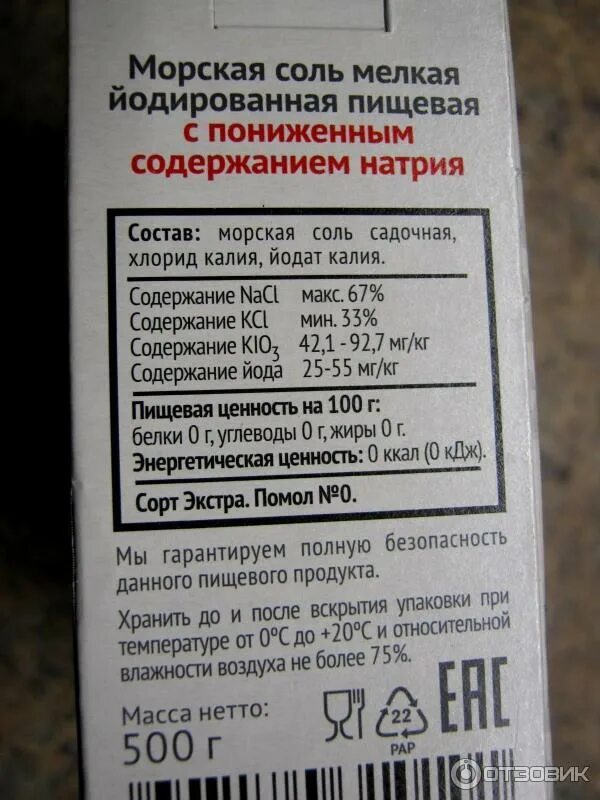 Морская соль мелкая
йодированная пищевая
с пониженным
содержанием натрия
Состав: морская соль садочная,
хлорид калия, йодат калия.
Содержание NaCl макс. 67%
Содержание KCl мин. 33%
Содержание KIO₃ 42,1 - 92,7 мг/кг
Содержание йода 25-55 мг/кг
Пищевая ценность на 100 г:
белки 0 г, углеводы 0 г, жиры 0 г.
Энергетическая ценность: 0 ккал (0 кДж).
Сорт Экстра. Помол №0.
Мы гарантируем полную безопасность
данного пищевого продукта.
Хранить до и после вскрытия упаковки при
температуре от 0°C до +20°C и относительной
влажности воздуха не более 75%.
Масса нетто:
500 г
22
PAP
EAC
ОТЗОВИК